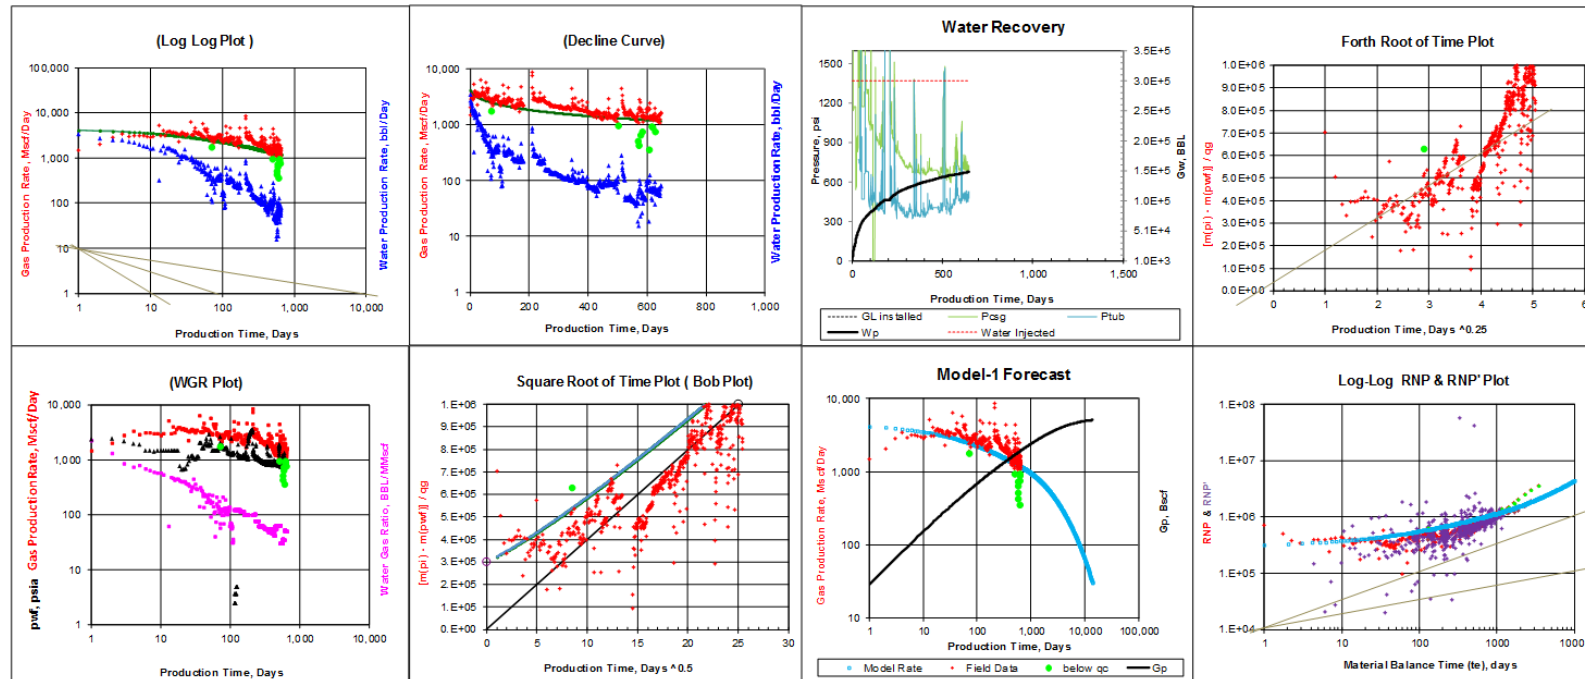 (Log Log Plot )
100,000
10,000
1,000
100
10
1
1
10
100
1,000
10,000
Gas Production Rate, Mscf/Day
Water Production Rate, bbl/Day
Production Time, Days
(Decline Curve)
10,000
1,000
100
10
1
0
200
400
600
800
1,000
Gas Production Rate, Mscf/Day
Water Production Rate, bbl/Day
Production Time, Days
Water Recovery
1600
1300
1000
600
300
0
3.5E+5
3.0E+5
2.5E+5
2.0E+5
1.5E+5
1.0E+5
5.1E+4
1.0E+3
0
500
1,000
1,500
Pressure, psi
Gwv, BBL
Production Time, Days
GL installed
Pcsg
Ptub
Wp
Water Injected
Forth Root of Time Plot
1.0E+06
9.0E+05
8.0E+05
7.0E+05
6.0E+05
5.0E+05
4.0E+05
3.0E+05
2.0E+05
1.0E+05
0.0E+00
0
1
2
3
4
5
6
[m(pi) - m(pwf)] / qg
Production Time, Days ^0.25
(WGR Plot)
10,000
1,000
100
10
1
1
10
100
1,000
10,000
pwf, psia Gas Production Rate, Mscf/Day
Water Gas Ratio, BBL/MMscf
Production Time, Days
Square Root of Time Plot ( Bob Plot)
1.E+06
9.E+05
8.E+05
7.E+05
6.E+05
5.E+05
4.E+05
3.E+05
2.E+05
1.E+05
0.E+00
0
5
10
15
20
25
30
[m(pi) - m(pwf)] / qg
Production Time, Days ^0.5
Model-1 Forecast
10,000
1,000
100
10
1
10
100
1,000
10,000
100,000
Gas Production Rate, Mscf/Day
Gp, Bscf
Production Time, Days
Model Rate
Field Data
below qc
Gp
Log-Log RNP & RNP' Plot
1.E+08
1.E+07
1.E+06
1.E+05
1.E+04
1
10
100
1000
1000
RNP & RNP'
Material Balance Time (te), days